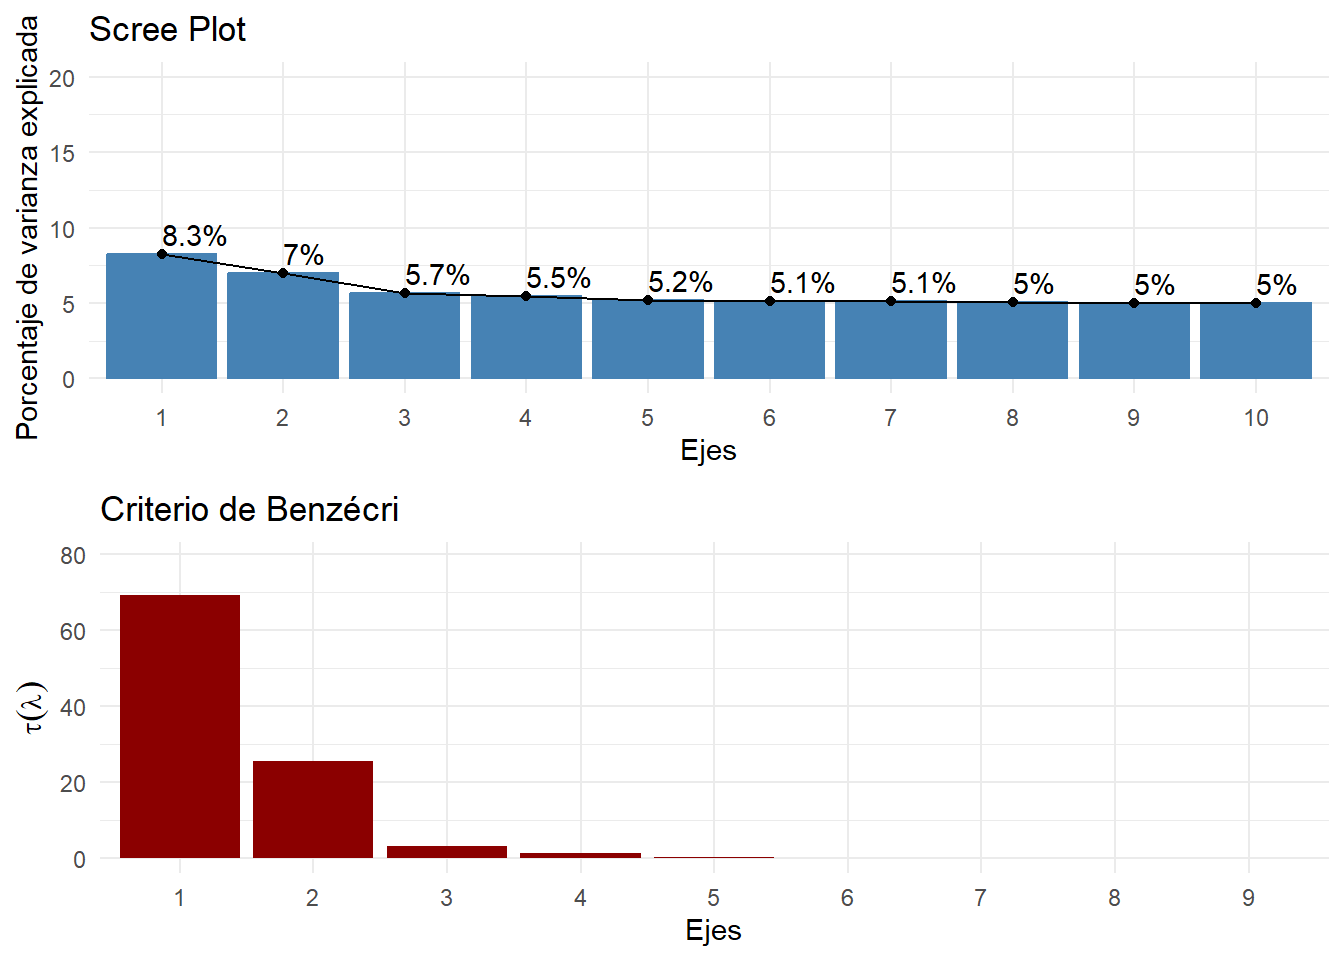 Scree Plot
Porcentaje de varianza explicada
20
15
10
5
0
8.3%
7%
5.7%
5.5%
5.2%
5.1%
5.1%
5%
5%
5%
1 2 3 4 5 6 7 8 9 10
Ejes
Criterio de Benzécri
τ(λ)
80
60
40
20
0
1 2 3 4 5 6 7 8 9
Ejes